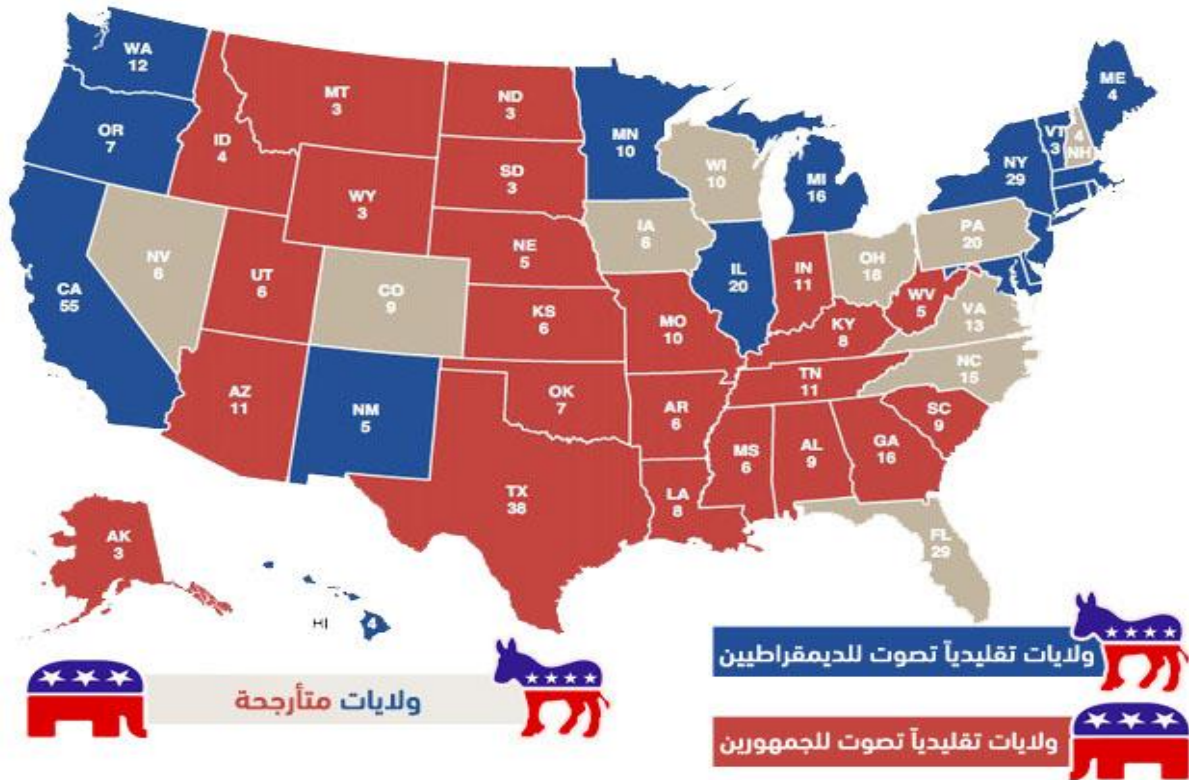 WA
12
OR
7
CA
55
NV
6
ID
4
MT
3
WY
3
UT
6
AZ
11
CO
9
NM
5
ND
3
SD
3
NE
5
KS
6
OK
7
TX
38
MN
10
IA
6
MO
10
AR
6
LA
8
WI
10
IL
20
MI
16
IN
11
OH
18
KY
8
TN
11
MS
6
AL
9
GA
16
FL
29
SC
9
NC
15
VA
13
WV
5
PA
20
NY
29
VT
3
4
NH
ME
4
AK
3
HI
4
ولايات تقليدياً تصوت للديمقراطيين
ولايات متأرجحة
ولايات تقليدياً تصوت للجمهورين